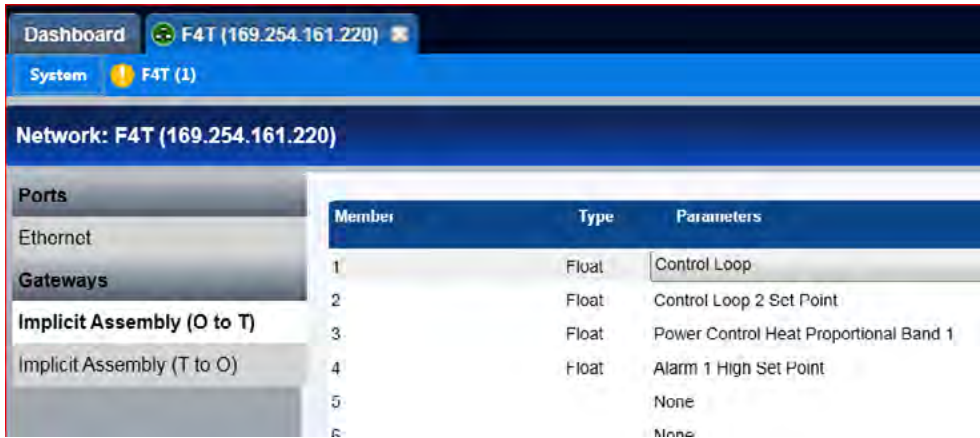 Dashboard F4T (169.254.161.220)
System F4T (1)
Network: F4T (169.254.161.220)
Ports
Ethernet
Gateways
Implicit Assembly (O to T)
Implicit Assembly (T to O)
Member Type Parameters
1 Float Control Loop
2 Float Control Loop 2 Set Point
3 Float Power Control Heat Proportional Band 1
4 Float Alarm 1 High Set Point
5 None
6 None